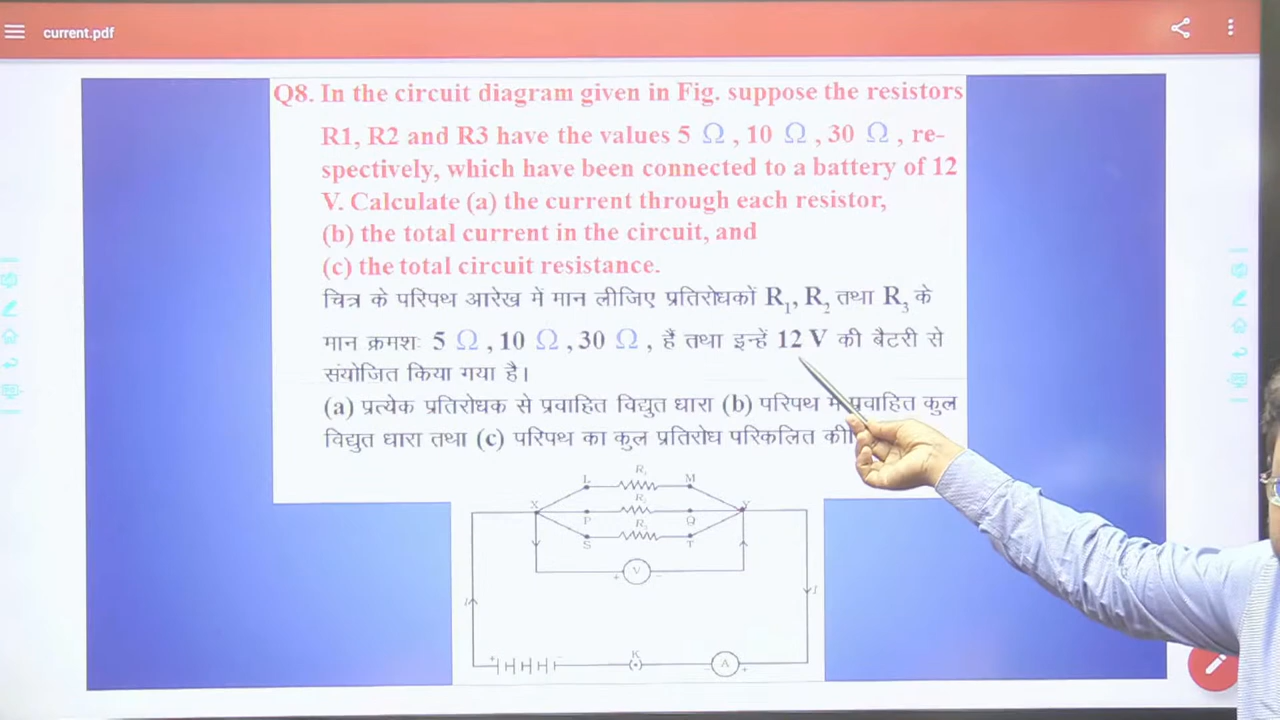 current.pdf
Q8. In the circuit diagram given in Fig. suppose the resistors
R1, R2 and R3 have the values 5 Ω , 10 Ω , 30 Ω , re-
spectively, which have been connected to a battery of 12
V. Calculate (a) the current through each resistor,
(b) the total current in the circuit, and
(c) the total circuit resistance.
चित्र के परिपथ आरेख में मान लीजिए प्रतिरोधकों R₁, R₂ तथा R₃ के
मान क्रमशः 5 Ω , 10 Ω , 30 Ω , हैं तथा इन्हें 12 V की बैटरी से
संयोजित किया गया है।
(a) प्रत्येक प्रतिरोधक से प्रवाहित विद्युत धारा (b) परिपथ में प्रवाहित कुल
विद्युत धारा तथा (c) परिपथ का कुल प्रतिरोध परिकलित
R₁
L M
X R₂ Y
P Q
R₃
S T
+ V −
I I
K
+ A +